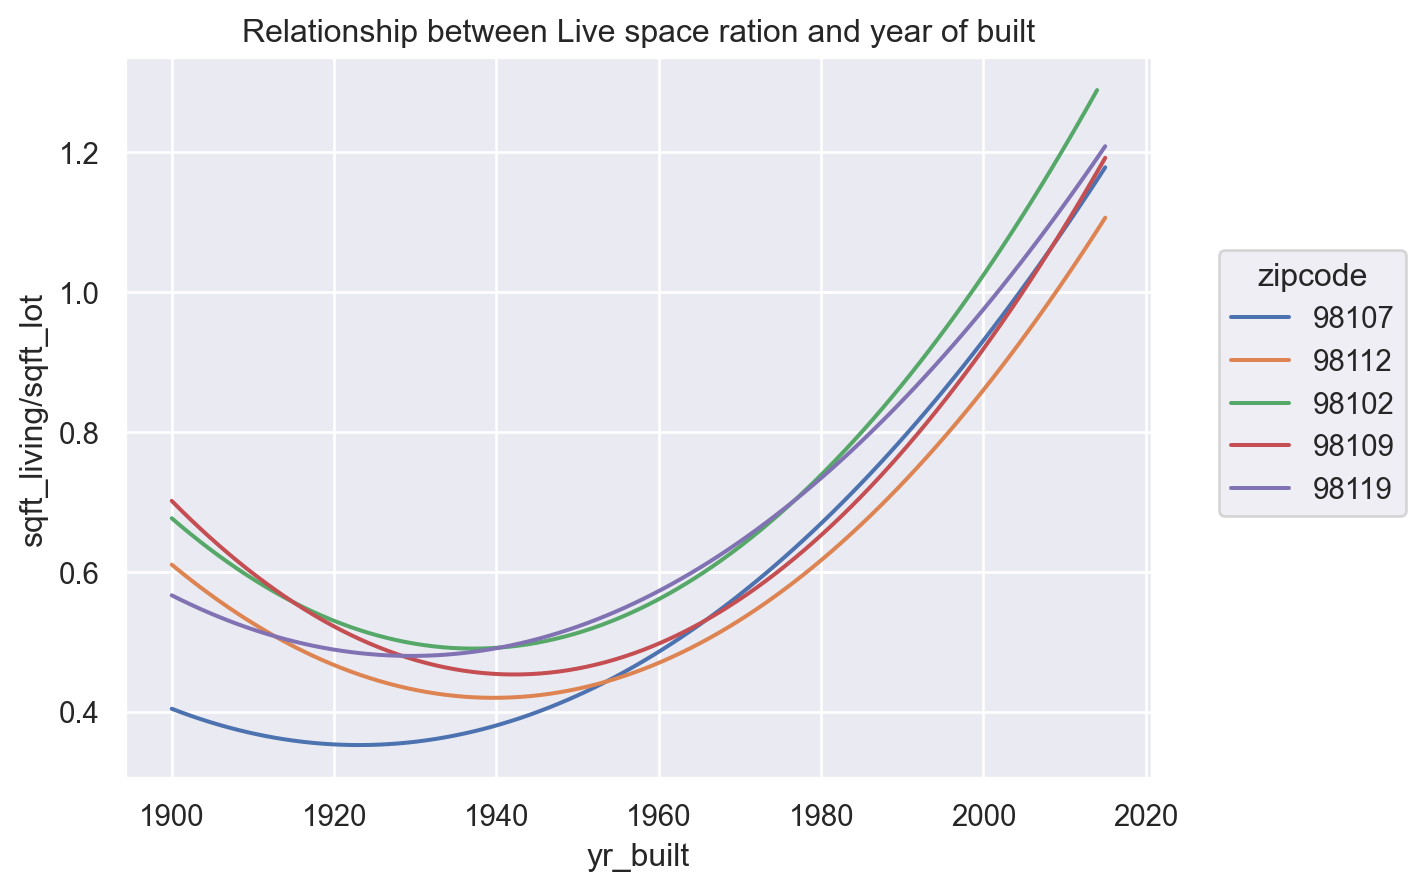 Relationship between Live space ration and year of built
sqft_living/sqft_lot
1.2
1.0
0.8
0.6
0.4
1900 1920 1940 1960 1980 2000 2020
yr_built
zipcode
98107
98112
98102
98109
98119